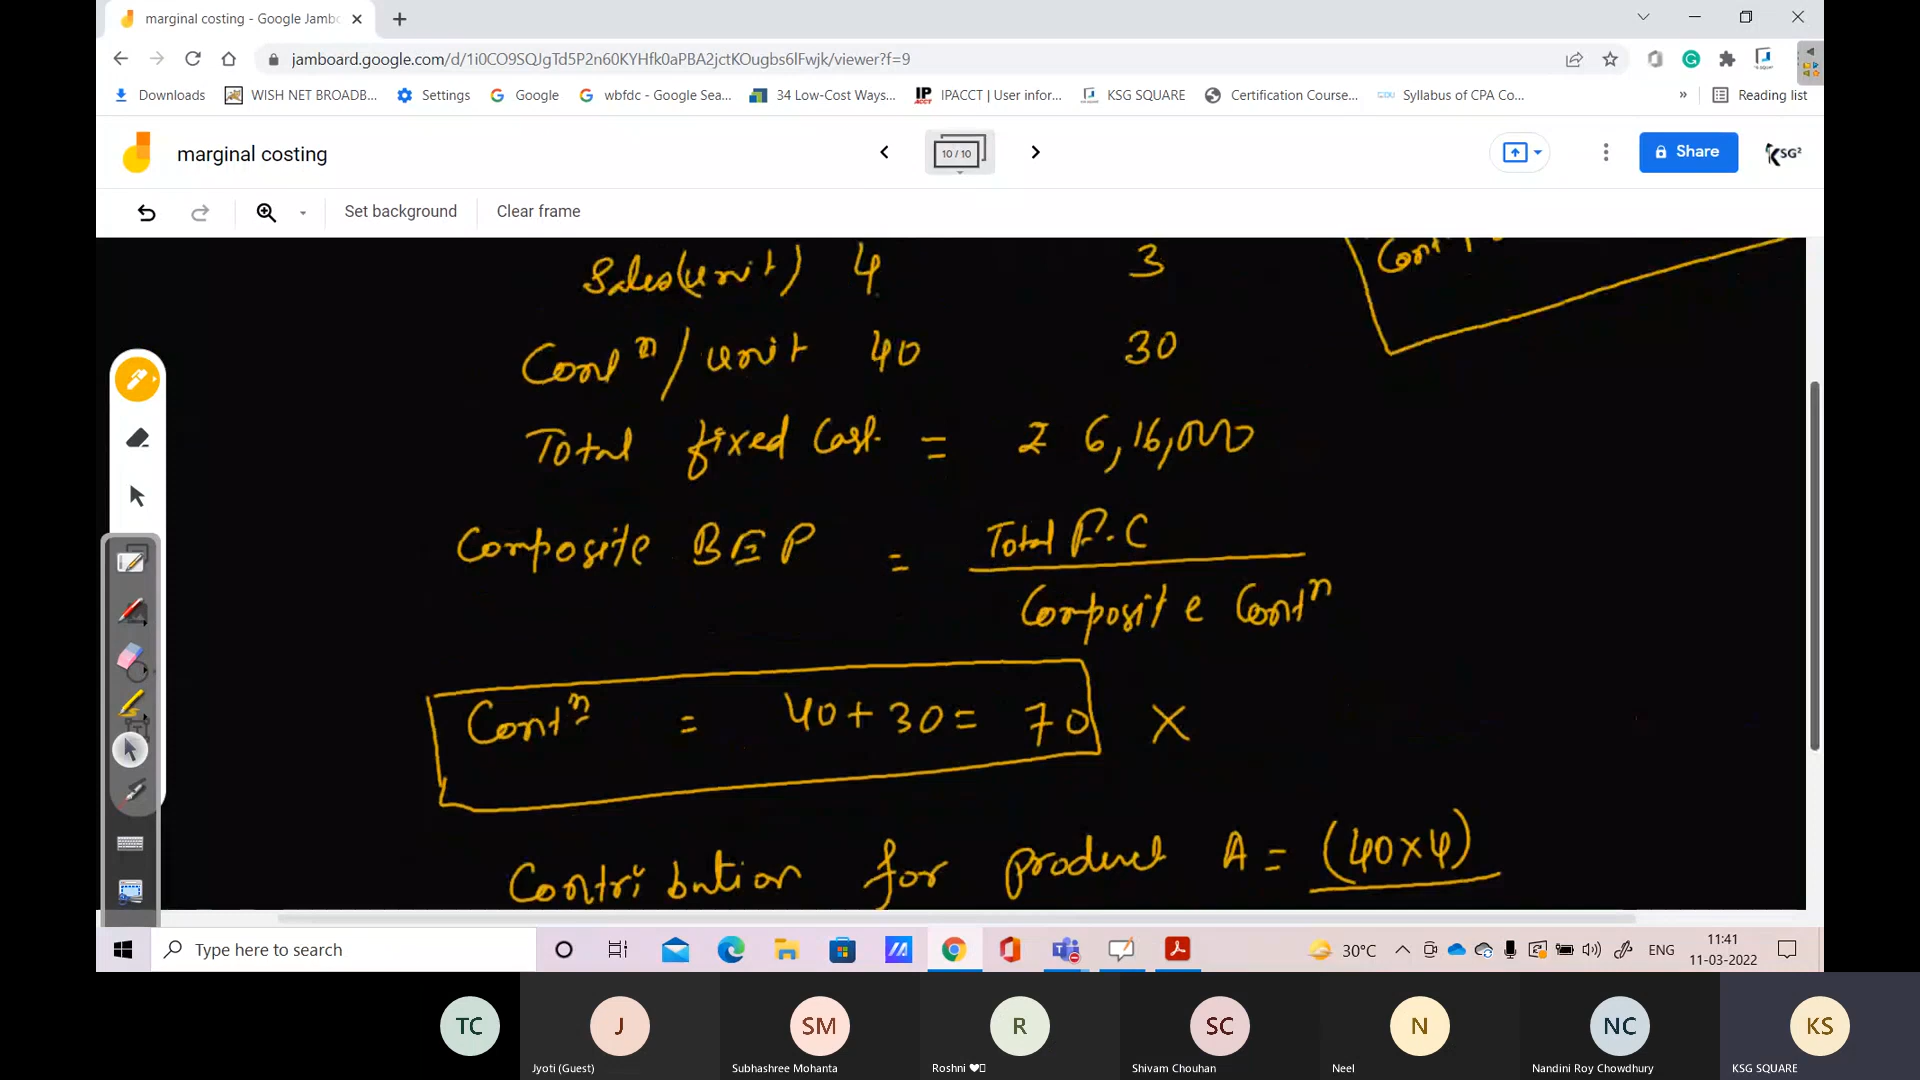 marginal costing - Google Jambo
jamboard.google.com/d/1i0CO9SQJgTd5P2n60KYHfk0aPBA2jctKOugbs6lFwjk/viewer?f=9
Downloads WISH NET BROADB... Settings Google wbfdc - Google Sea... 34 Low-Cost Ways... IPACCT | User infor... KSG SQUARE Certification Course... Syllabus of CPA Co... » Reading list
marginal costing 10 / 10 Share KSG²
Set background Clear frame
Sales(unit) 4 3
Contⁿ/unit 40 30
Total fixed Cost = ₹ 6,16,000
Composite BEP = Total F.C
Composite Contⁿ
Contⁿ = 40+30= 70 X
Contribution for product A = (40×4)
Type here to search 30°C ENG 11:41
11-03-2022
TC J SM R SC N NC KS
Jyoti (Guest) Subhashree Mohanta Roshni ❤ Shivam Chouhan Neel Nandini Roy Chowdhury KSG SQUARE